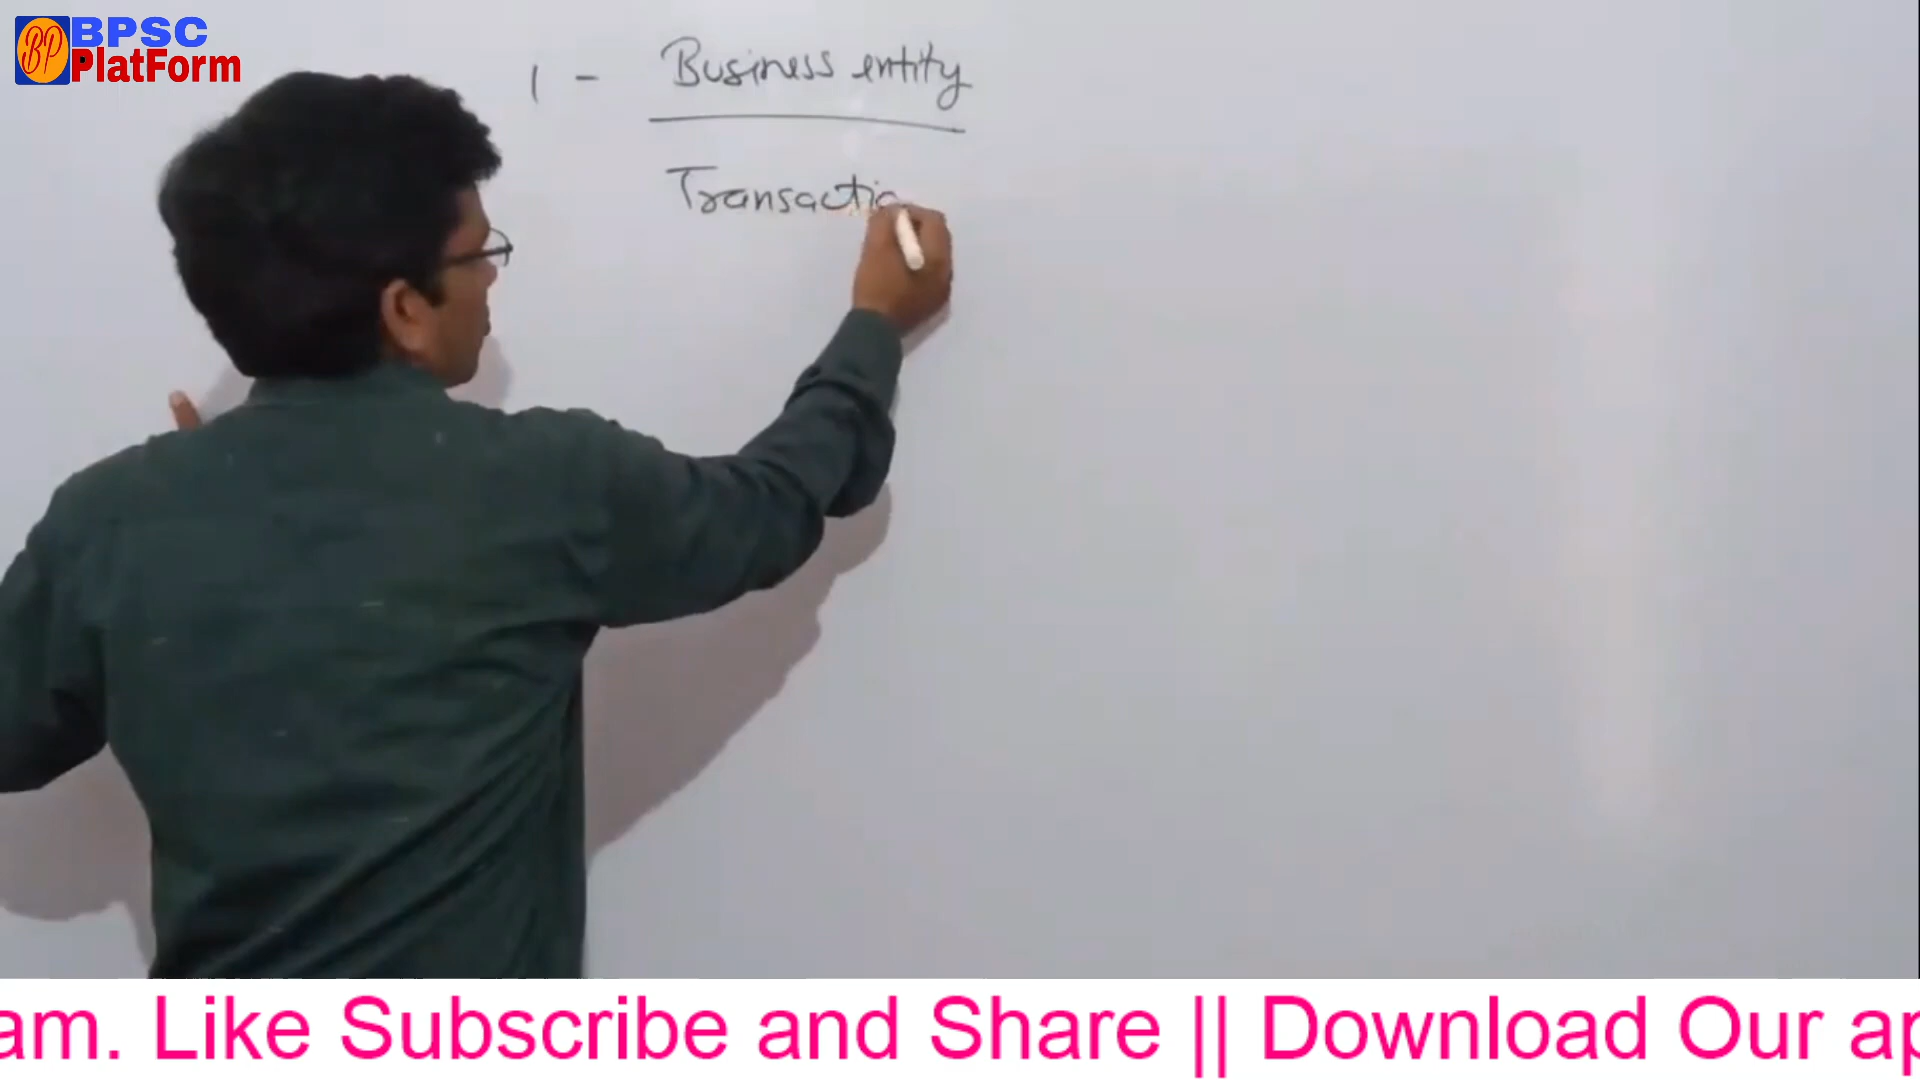 BPSC
PlatForm
1 - Business entity
Transactio
am. Like Subscribe and Share || Download Our ap